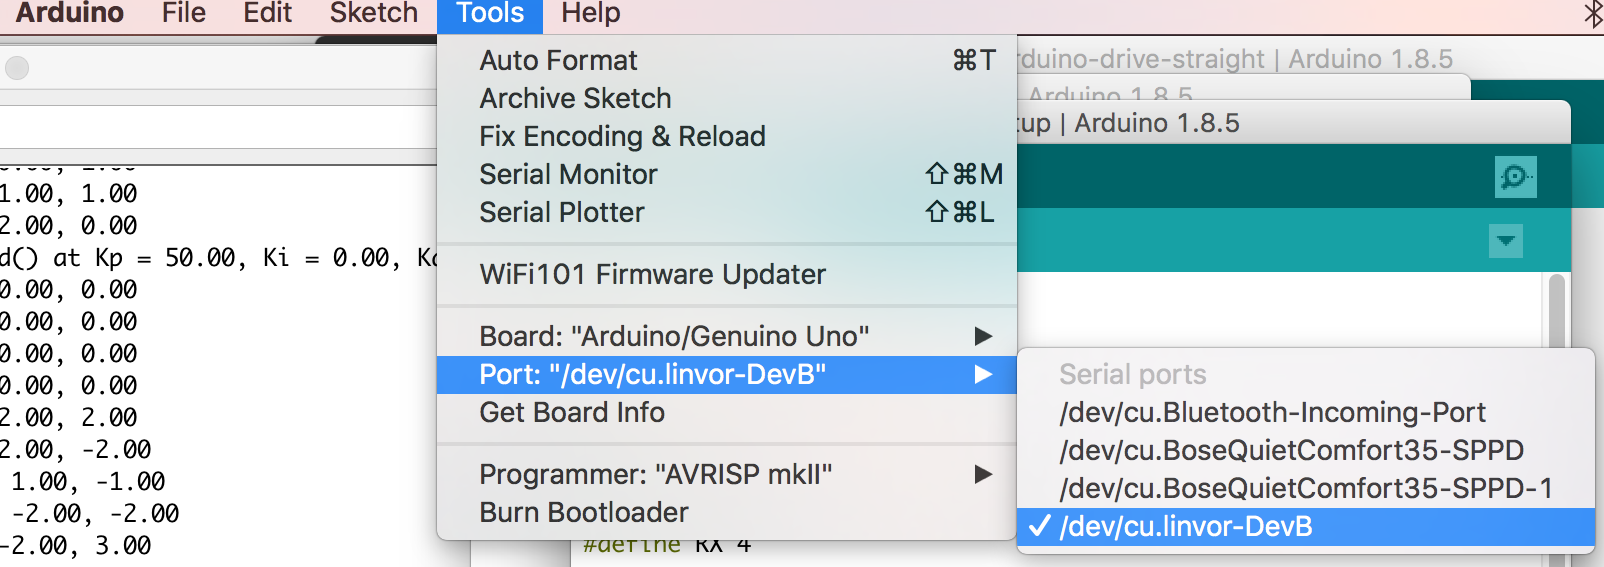 Arduino File Edit Sketch Tools Help
Auto Format ⌘T
Archive Sketch
Fix Encoding & Reload
Serial Monitor ⇧⌘M
Serial Plotter ⇧⌘L
WiFi101 Firmware Updater
Board: "Arduino/Genuino Uno"
Port: "/dev/cu.linvor-DevB"
Get Board Info
Programmer: "AVRISP mkII"
Burn Bootloader
Serial ports
/dev/cu.Bluetooth-Incoming-Port
/dev/cu.BoseQuietComfort35-SPPD
/dev/cu.BoseQuietComfort35-SPPD-1
✓ /dev/cu.linvor-DevB
rduino-drive-straight | Arduino 1.8.5
Arduino 1.8.5
tup | Arduino 1.8.5
1.00, 1.00
2.00, 0.00
d() at Kp = 50.00, Ki = 0.00,
0.00, 0.00
0.00, 0.00
0.00, 0.00
0.00, 0.00
2.00, 2.00
2.00, -2.00
1.00, -1.00
-2.00, -2.00
-2.00, 3.00
#define RX 4